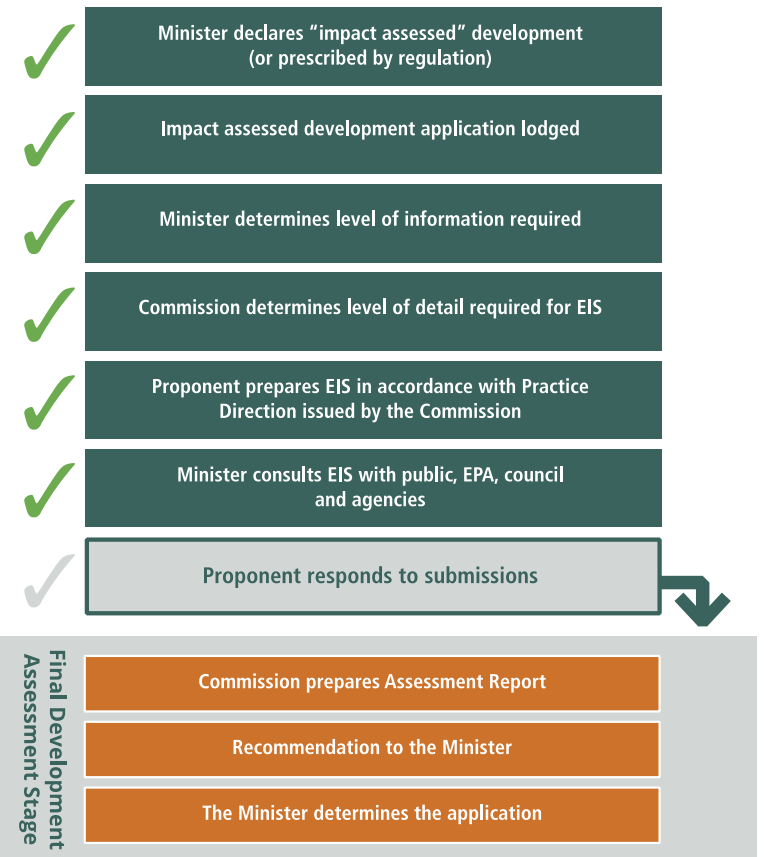 Minister declares “impact assessed” development
(or prescribed by regulation)
Impact assessed development application lodged
Minister determines level of information required
Commission determines level of detail required for EIS
Proponent prepares EIS in accordance with Practice
Direction issued by the Commission
Minister consults EIS with public, EPA, council
and agencies
Proponent responds to submissions
Final Development
Assessment Stage
Commission prepares Assessment Report
Recommendation to the Minister
The Minister determines the application